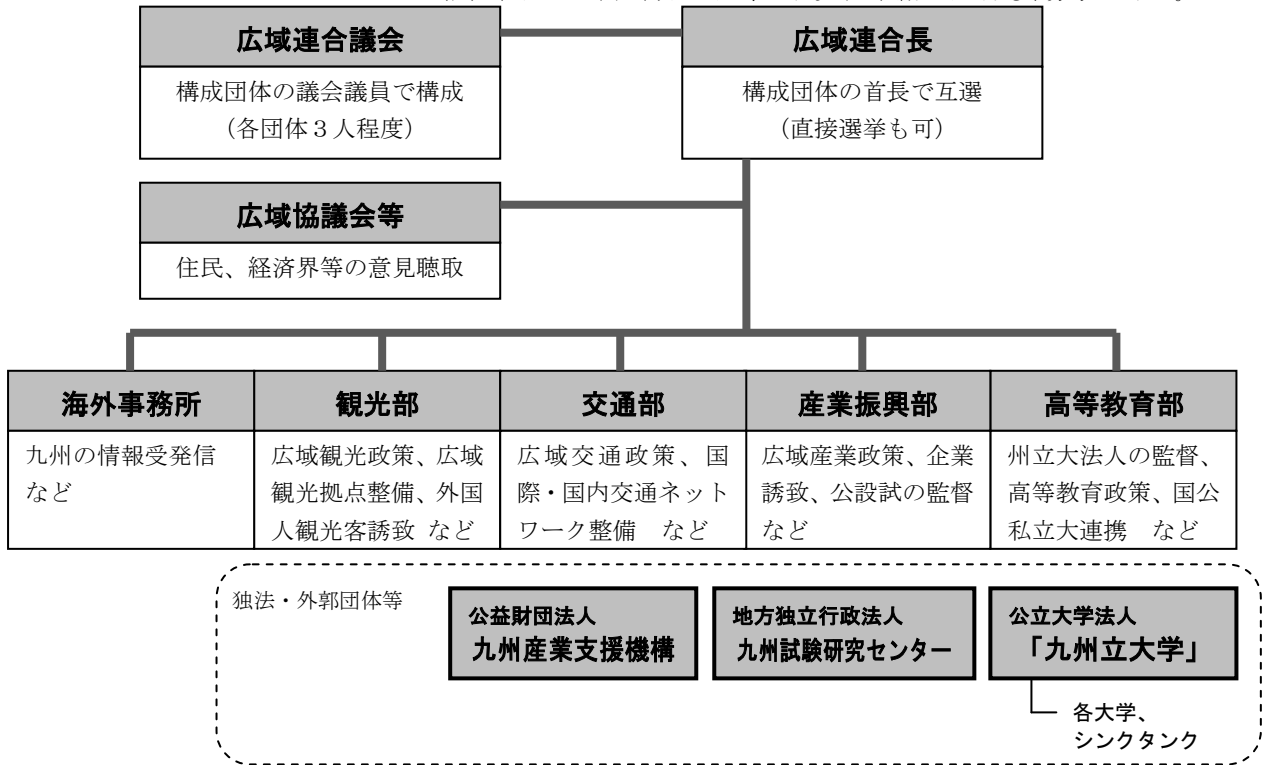 広域連合議会
構成団体の議会議員で構成
（各団体３人程度）
広域連合長
構成団体の首長で互選
（直接選挙も可）
広域協議会等
住民、経済界等の意見聴取
海外事務所
九州の情報受発信
など
観光部
広域観光政策、広域
観光拠点整備、外国
人観光客誘致 など
交通部
広域交通政策、国
際・国内交通ネット
ワーク整備　など
産業振興部
広域産業政策、企業
誘致、公設試の監督
など
高等教育部
州立大法人の監督、
高等教育政策、国公
私立大連携　など
独法・外郭団体等
公益財団法人
九州産業支援機構
地方独立行政法人
九州試験研究センター
公立大学法人
「九州立大学」
各大学、
シンクタンク